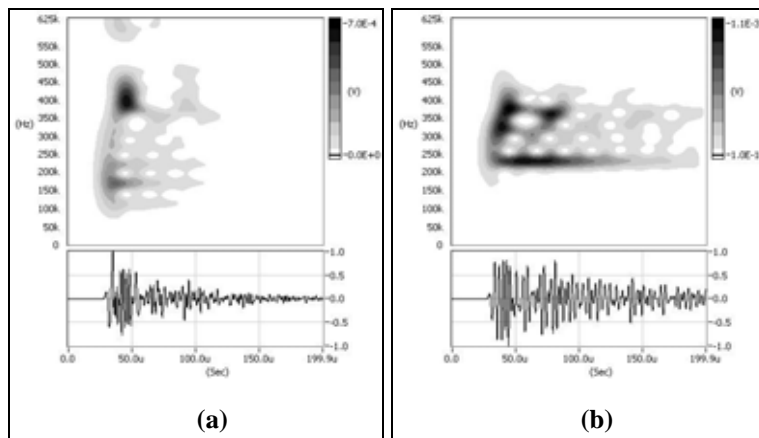 625k
550k
500k
450k
400k
(Hz)
350k
300k
250k
200k
150k
100k
50k
0
7.0E-4
(V)
0.0E+0
1.0
0.5
0.0
-0.5
-1.0
0.0
50.0u
100.0u
150.0u
199.9u
(Sec)
(a)
625k
550k
500k
450k
400k
(Hz)
350k
300k
250k
200k
150k
100k
50k
0
1.1E-3
(V)
1.0
0.5
0.0
-0.5
-1.0
0.0
50.0u
100.0u
150.0u
199.9u
(Sec)
(b)